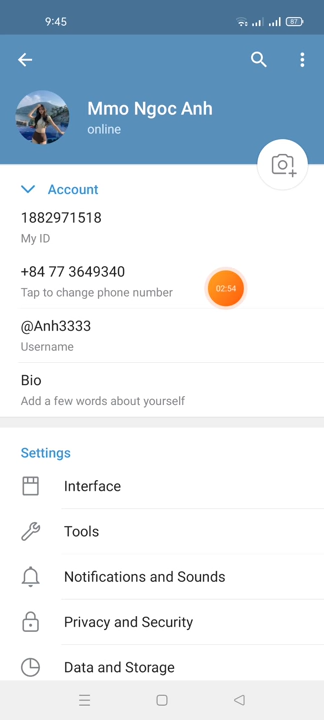 9:45
87
Mmo Ngoc Anh
online
Account
1882971518
My ID
+84 77 3649340
Tap to change phone number
02:54
@Anh3333
Username
Bio
Add a few words about yourself
Settings
Interface
Tools
Notifications and Sounds
Privacy and Security
Data and Storage